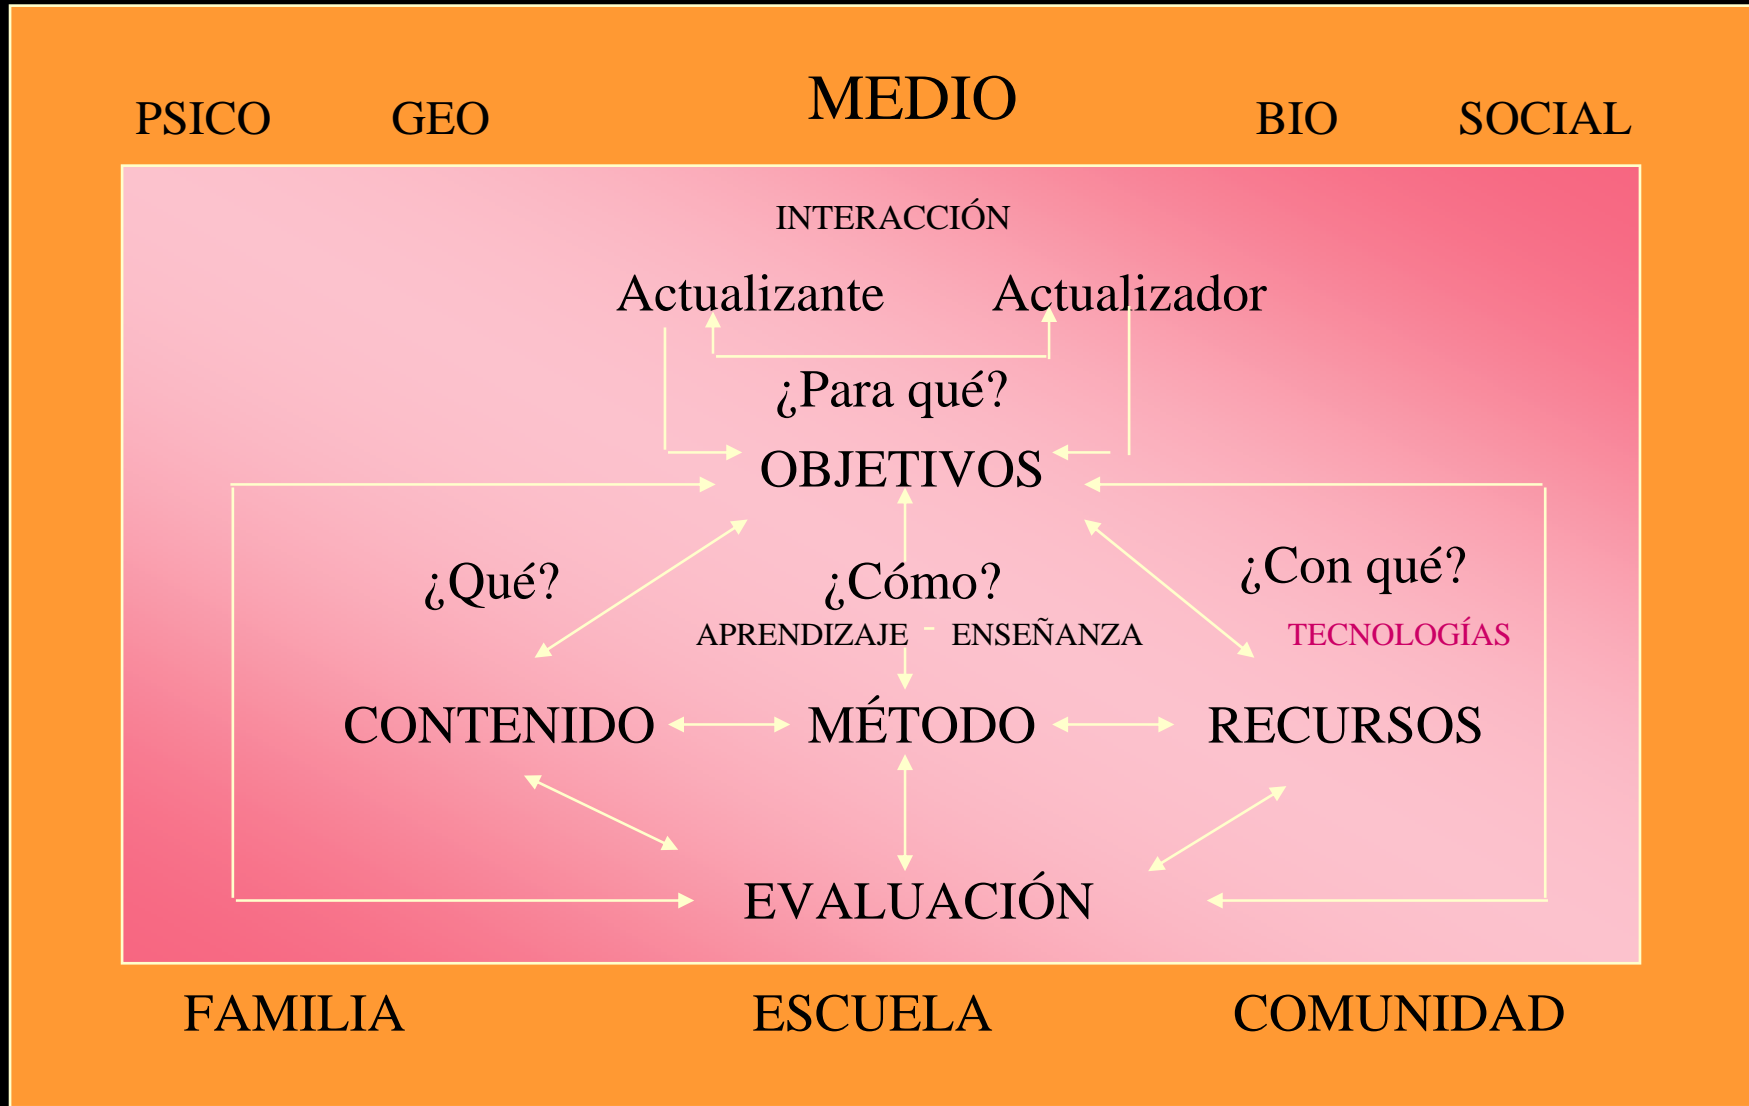 MEDIO
PSICO GEO BIO SOCIAL
INTERACCIÓN
Actualizante Actualizador
¿Para qué?
OBJETIVOS
¿Qué? ¿Cómo? ¿Con qué?
APRENDIZAJE - ENSEÑANZA TECNOLOGÍAS
CONTENIDO MÉTODO RECURSOS
EVALUACIÓN
FAMILIA ESCUELA COMUNIDAD